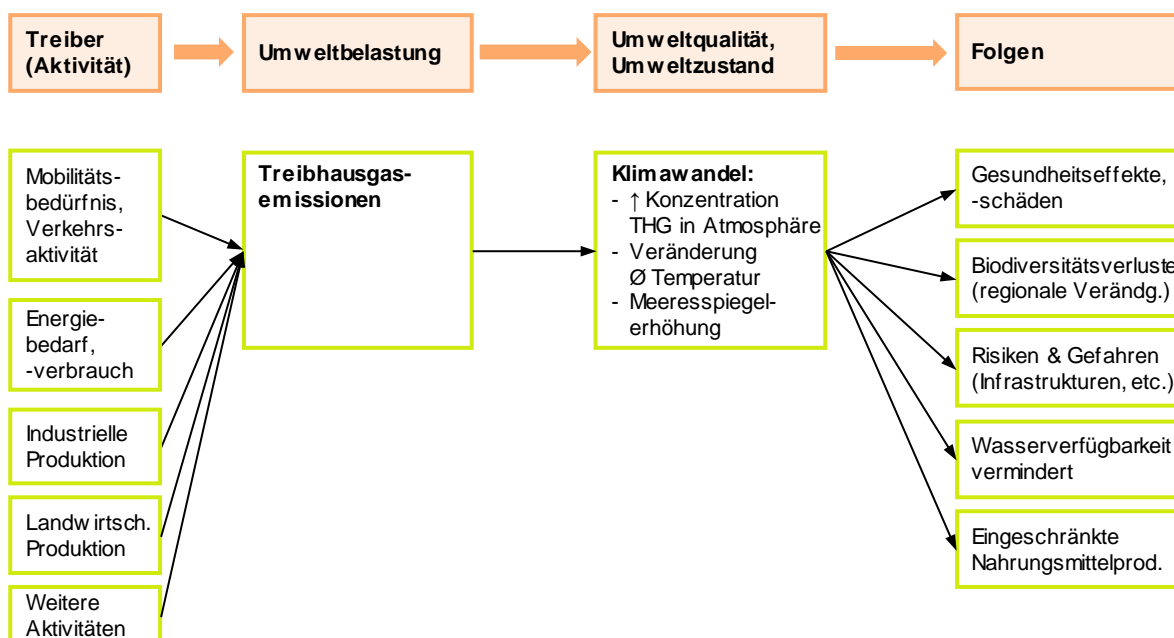 Treiber
(Aktivität)
Umweltbelastung
Umweltqualität,
Umweltzustand
Folgen
Mobilitäts-
bedürfnis,
Verkehrs-
aktivität
Energie-
bedarf,
-verbrauch
Industrielle
Produktion
Landwirtsch.
Produktion
Weitere
Aktivitäten
Treibhausgas-
emissionen
Klimawandel:
- ↑ Konzentration
THG in Atmosphäre
- Veränderung
Ø Temperatur
- Meeresspiegel-
erhöhung
Gesundheitseffekte,
-schäden
Biodiversitätsverluste
(regionale Verändg.)
Risiken & Gefahren
(Infrastrukturen, etc.)
Wasserverfügbarkeit
vermindert
Eingeschränkte
Nahrungsmittelprod.